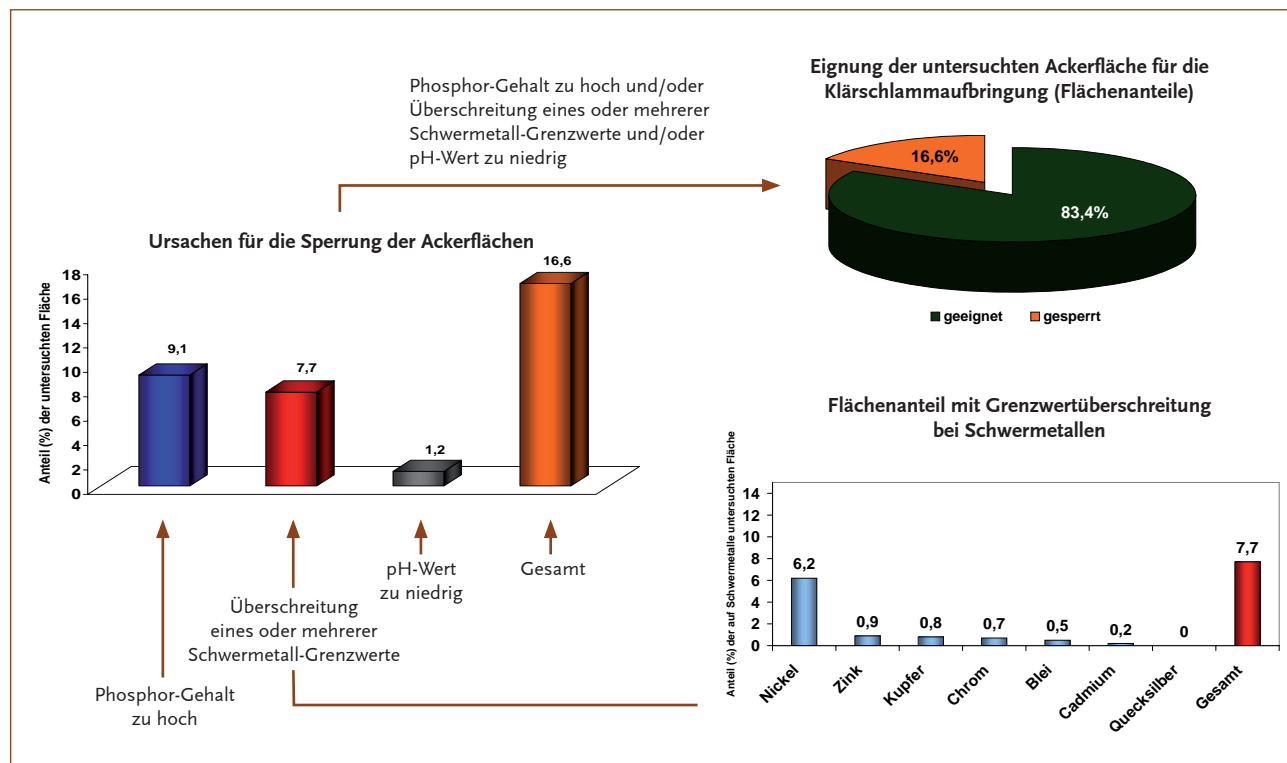 Phosphor-Gehalt zu hoch und/oder
Überschreitung eines oder mehrerer
Schwermetall-Grenzwerte und/oder
pH-Wert zu niedrig
Eignung der untersuchten Ackerfläche für die
Klärschlammaufbringung (Flächenanteile)
16,6%
83,4%
geeignet gesperrt
Ursachen für die Sperrung der Ackerflächen
Anteil (%) der untersuchten Fläche
18
16
14
12
10
8
6
4
2
0
9,1
7,7
1,2
16,6
Phosphor-Gehalt
zu hoch
Überschreitung
eines oder mehrerer
Schwermetall-Grenzwerte
pH-Wert
zu niedrig
Gesamt
Flächenanteil mit Grenzwertüberschreitung
bei Schwermetallen
Anteil (%) der auf Schwermetalle untersuchten Fläche
14
12
10
8
6
4
2
0
6,2
0,9
0,8
0,7
0,5
0,2
0
7,7
Nickel
Zink
Kupfer
Chrom
Blei
Cadmium
Quecksilber
Gesamt